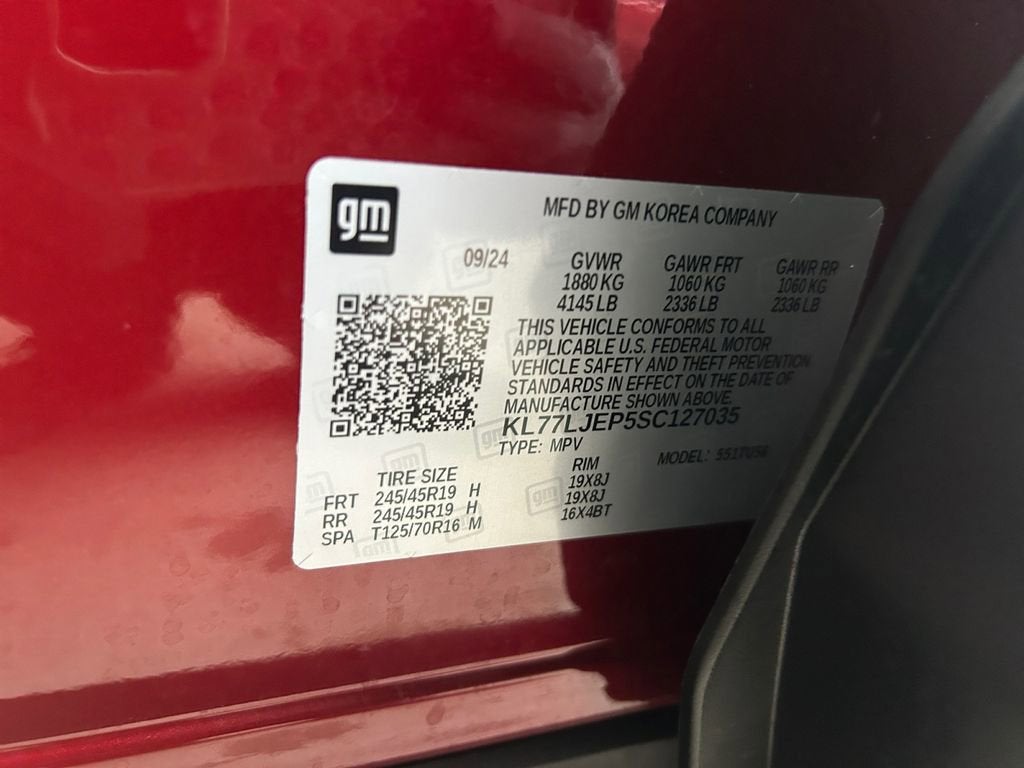 gm
MFD BY GM KOREA COMPANY
09/24
GVWR GAWR FRT GAWR RR
1880 KG 1060 KG 1060 KG
4145 LB 2336 LB 2336 LB
THIS VEHICLE CONFORMS TO ALL
APPLICABLE U.S. FEDERAL MOTOR
VEHICLE SAFETY AND THEFT PREVENTION
STANDARDS IN EFFECT ON THE DATE OF
MANUFACTURE SHOWN ABOVE.
KL77LJEP5SC127035
TYPE: MPV MODEL:
TIRE SIZE RIM
FRT 245/45R19 H 19X8J
RR 245/45R19 H 19X8J
SPA T125/70R16 M 16X4BT